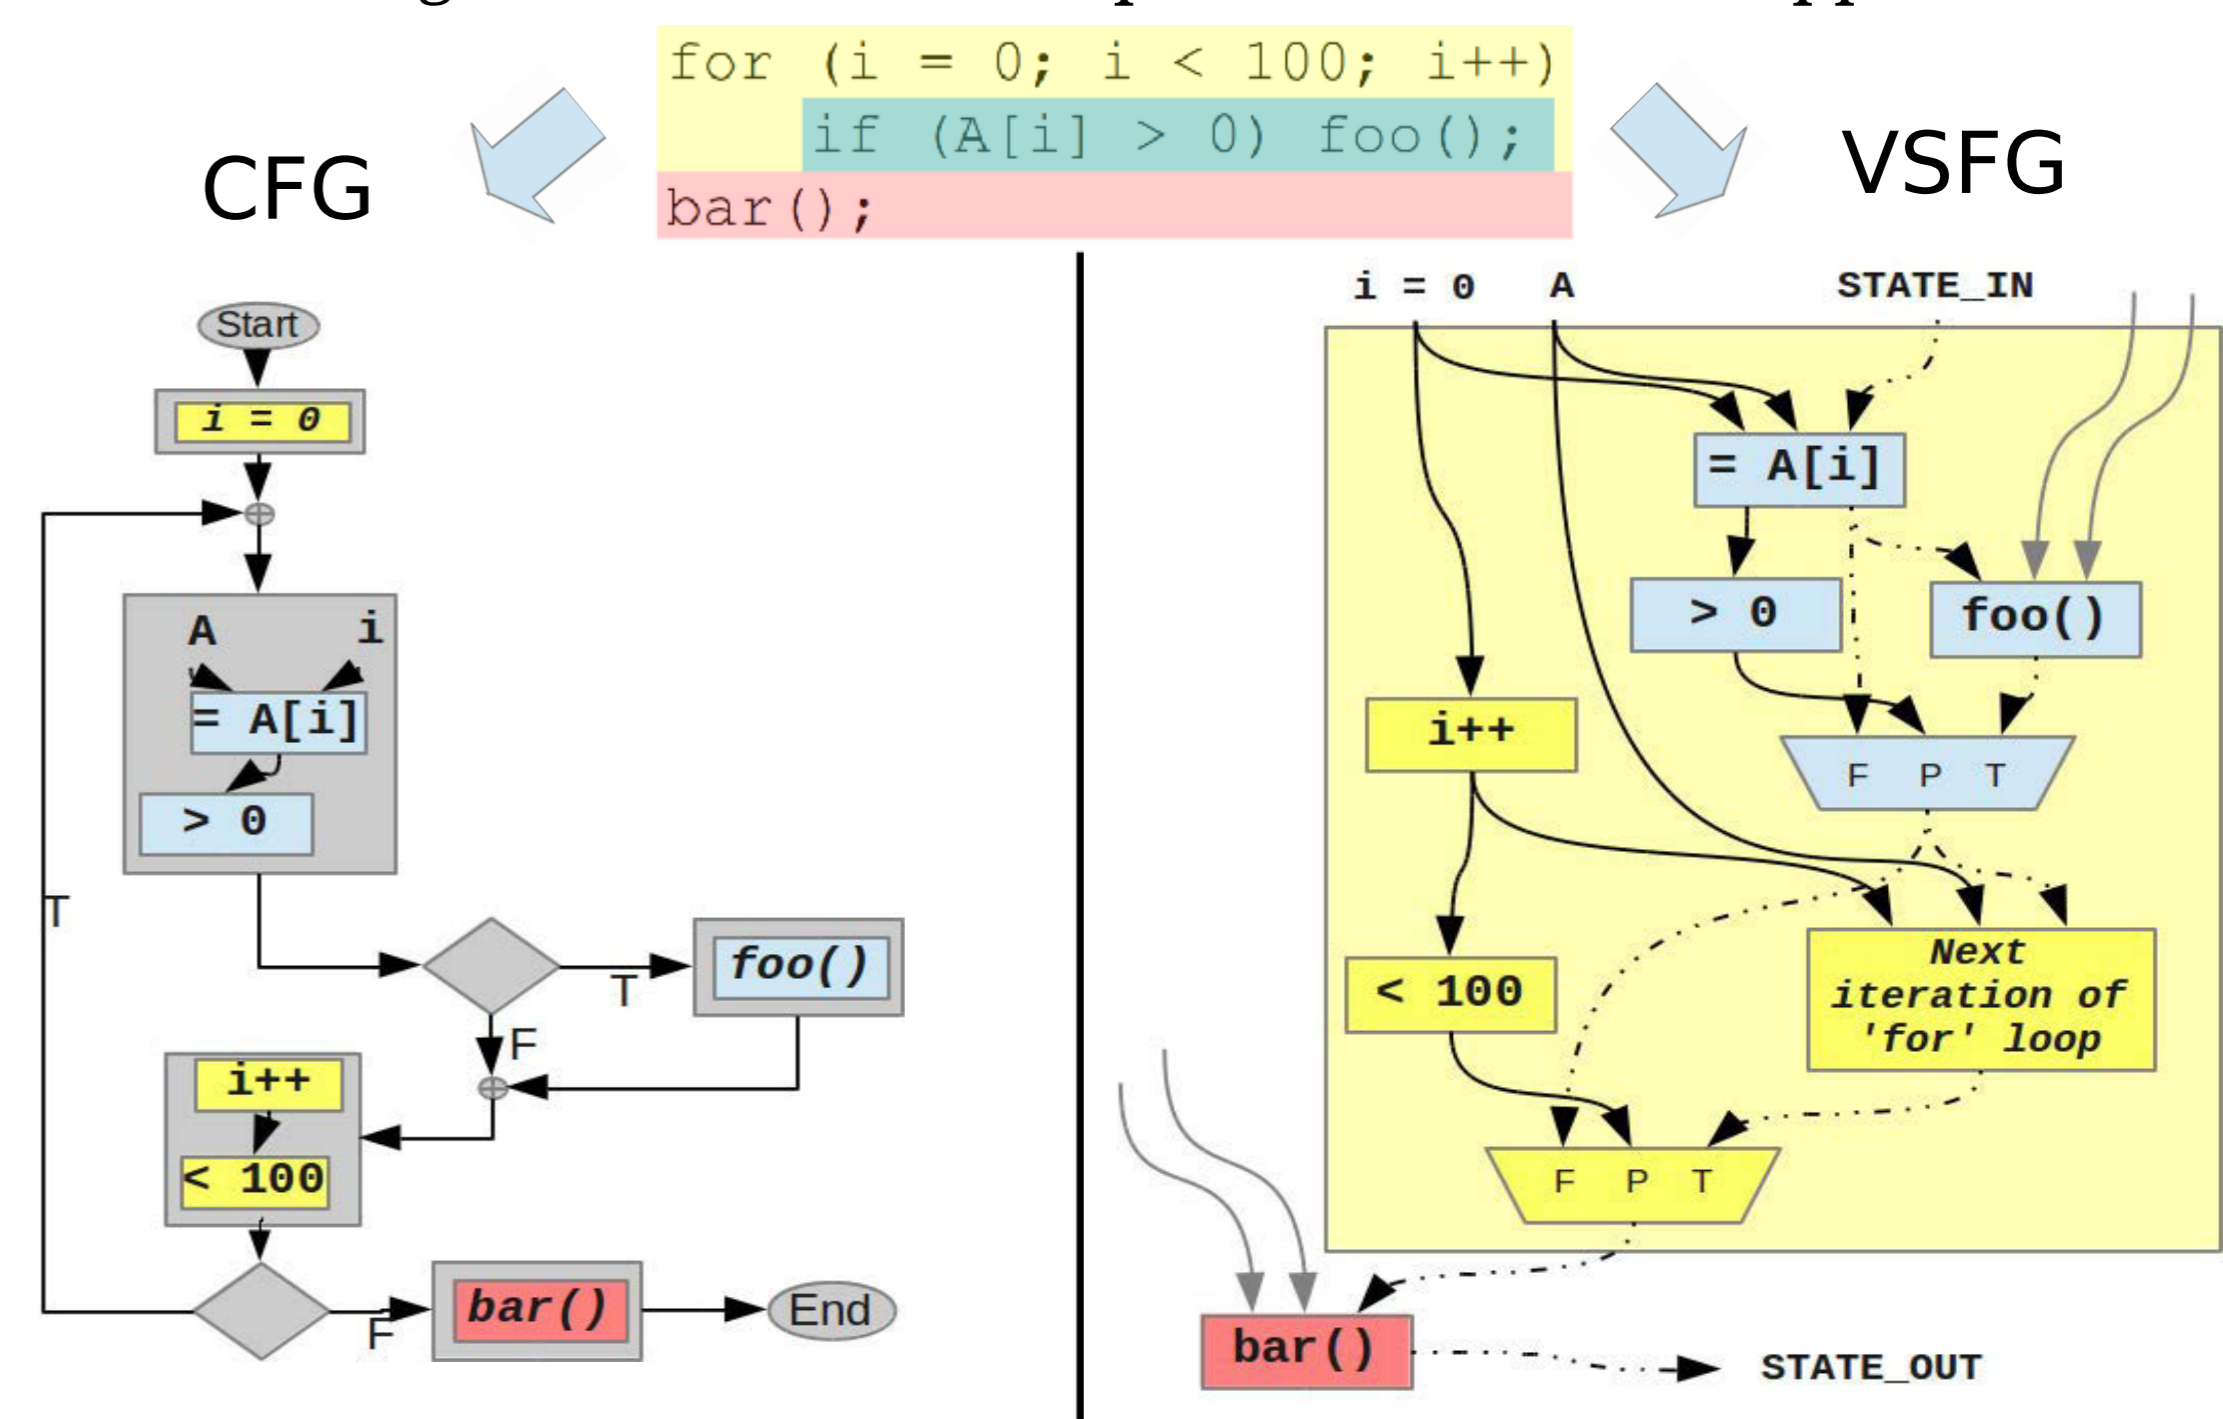 for (i = 0; i < 100; i++)
if (A[i] > 0) foo();
bar();
CFG
VSFG
Start
i = 0
A i
= A[i]
> 0
T
foo()
T
F
i++
< 100
F
bar()
End
i = 0 A STATE_IN
= A[i]
> 0
foo()
i++
F P T
< 100
Next
iteration of
'for' loop
F P T
bar()
STATE_OUT